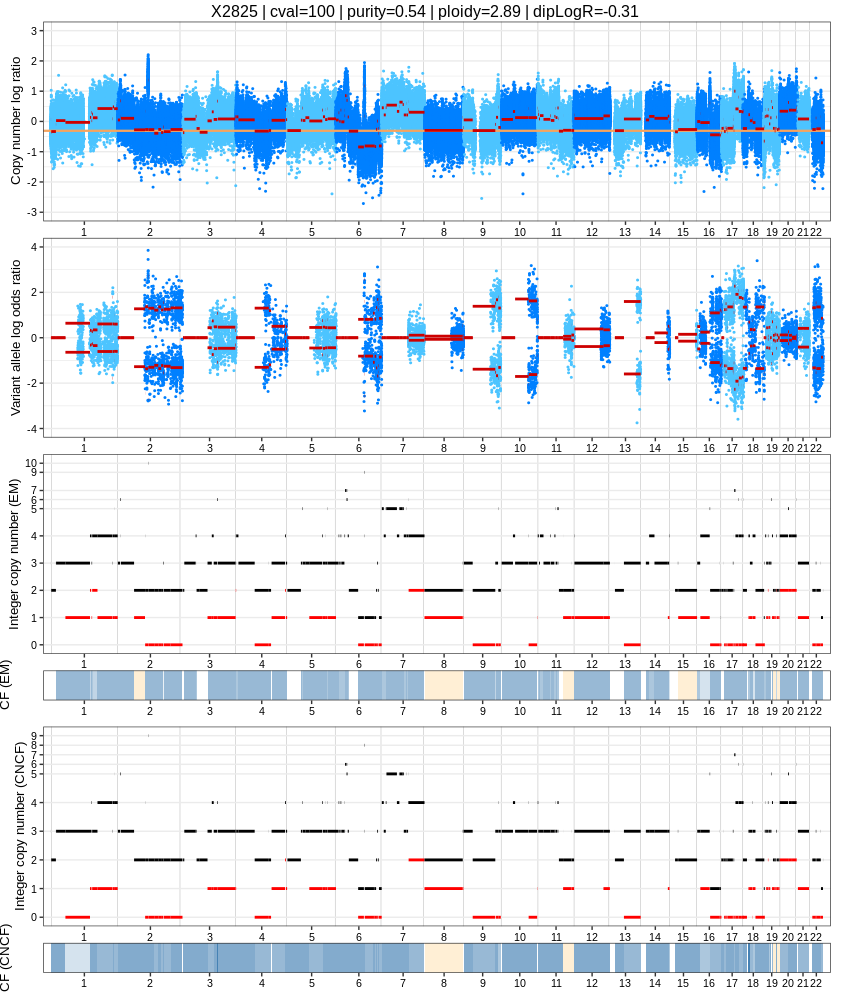 X2825 | cval=100 | purity=0.54 | ploidy=2.89 | dipLogR=-0.31
Copy number log ratio
3
2
1
0
-1
-2
-3
1 2 3 4 5 6 7 8 9 10 11 12 13 14 15 16 17 18 19 20 21 22
Variant allele log odds ratio
4
2
0
-2
-4
1 2 3 4 5 6 7 8 9 10 11 12 13 14 15 16 17 18 19 20 21 22
Integer copy number (EM)
10
9
7
6
5
4
3
2
1
0
1 2 3 4 5 6 7 8 9 10 11 12 13 14 15 16 17 18 19 20 21 22
CF (EM)
1 2 3 4 5 6 7 8 9 10 11 12 13 14 15 16 17 18 19 20 21 22
Integer copy number (CNCF)
9
8
7
6
5
4
3
2
1
0
1 2 3 4 5 6 7 8 9 10 11 12 13 14 15 16 17 18 19 20 21 22
CF (CNCF)
1 2 3 4 5 6 7 8 9 10 11 12 13 14 15 16 17 18 19 20 21 22